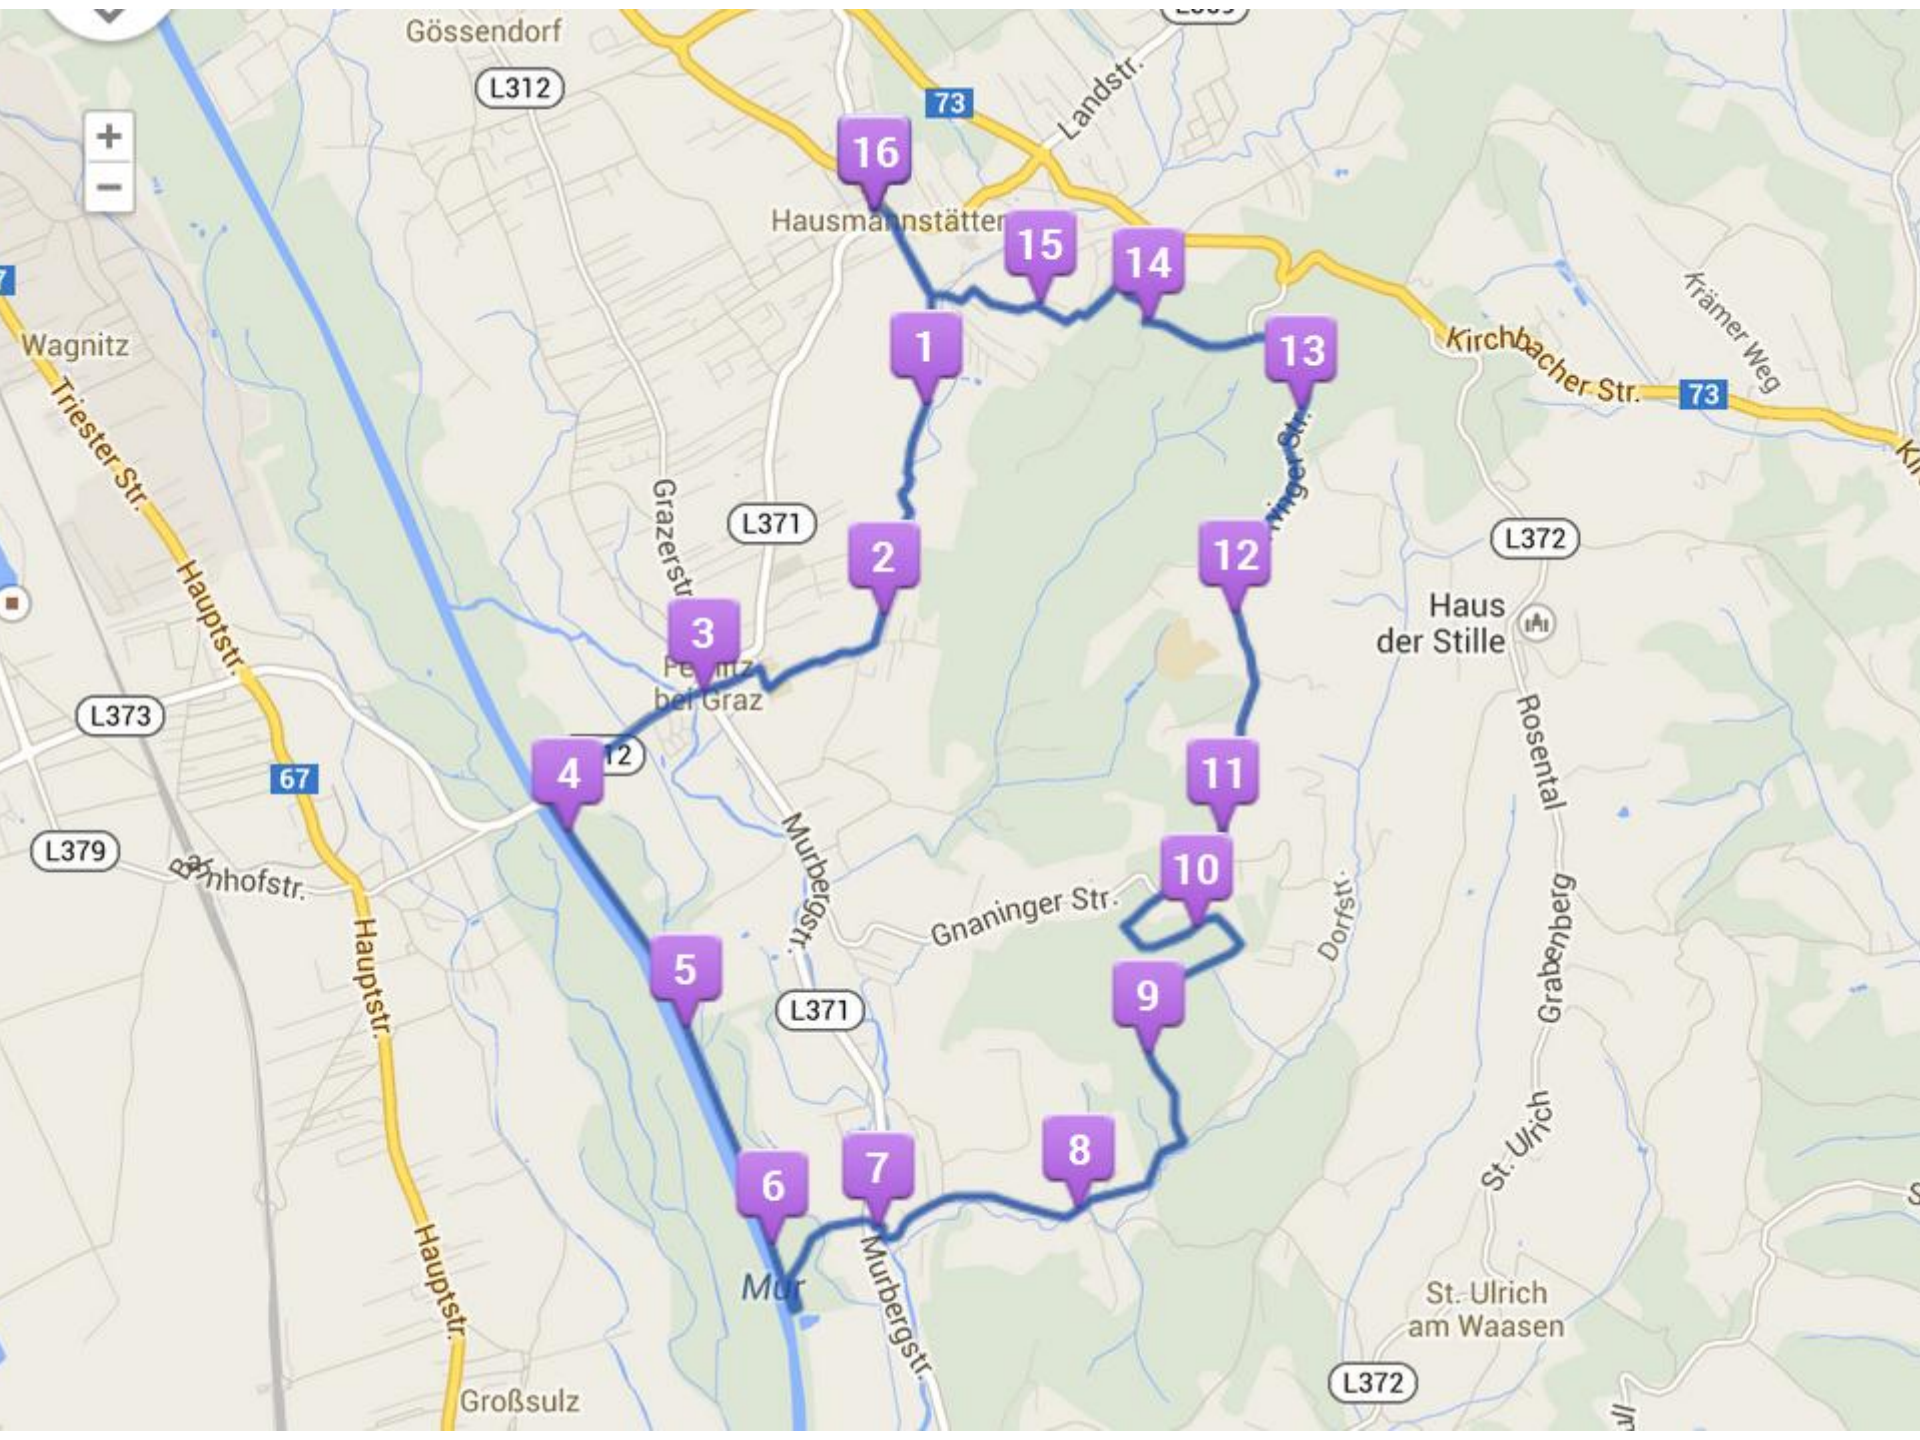 Gössendorf
L312
73
Landstr.
16
Hausmannstätten
15
14
1
13
Wagnitz
Triester Str.
Kirchbacher Str.
73
Krämer Weg
Grazerstr
L371
2
12
L372
Hauptstr.
Haus
der Stille
3
bei Graz
L373
4
12
11
67
Rosental
L379
Bahnhofstr.
Murbergstr.
10
Gnaninger Str.
Dorfstr.
Grabenberg
Hauptstr.
5
9
L371
St. Ulrich
8
7
6
Mur
Murbergstr.
Hauptstr.
St. Ulrich
am Waasen
L372
Großsulz